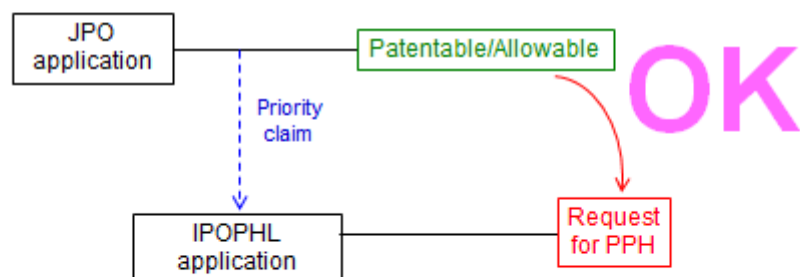 JPO
application
Patentable/Allowable
OK
Priority
claim
IPOPHL
application
Request
for PPH